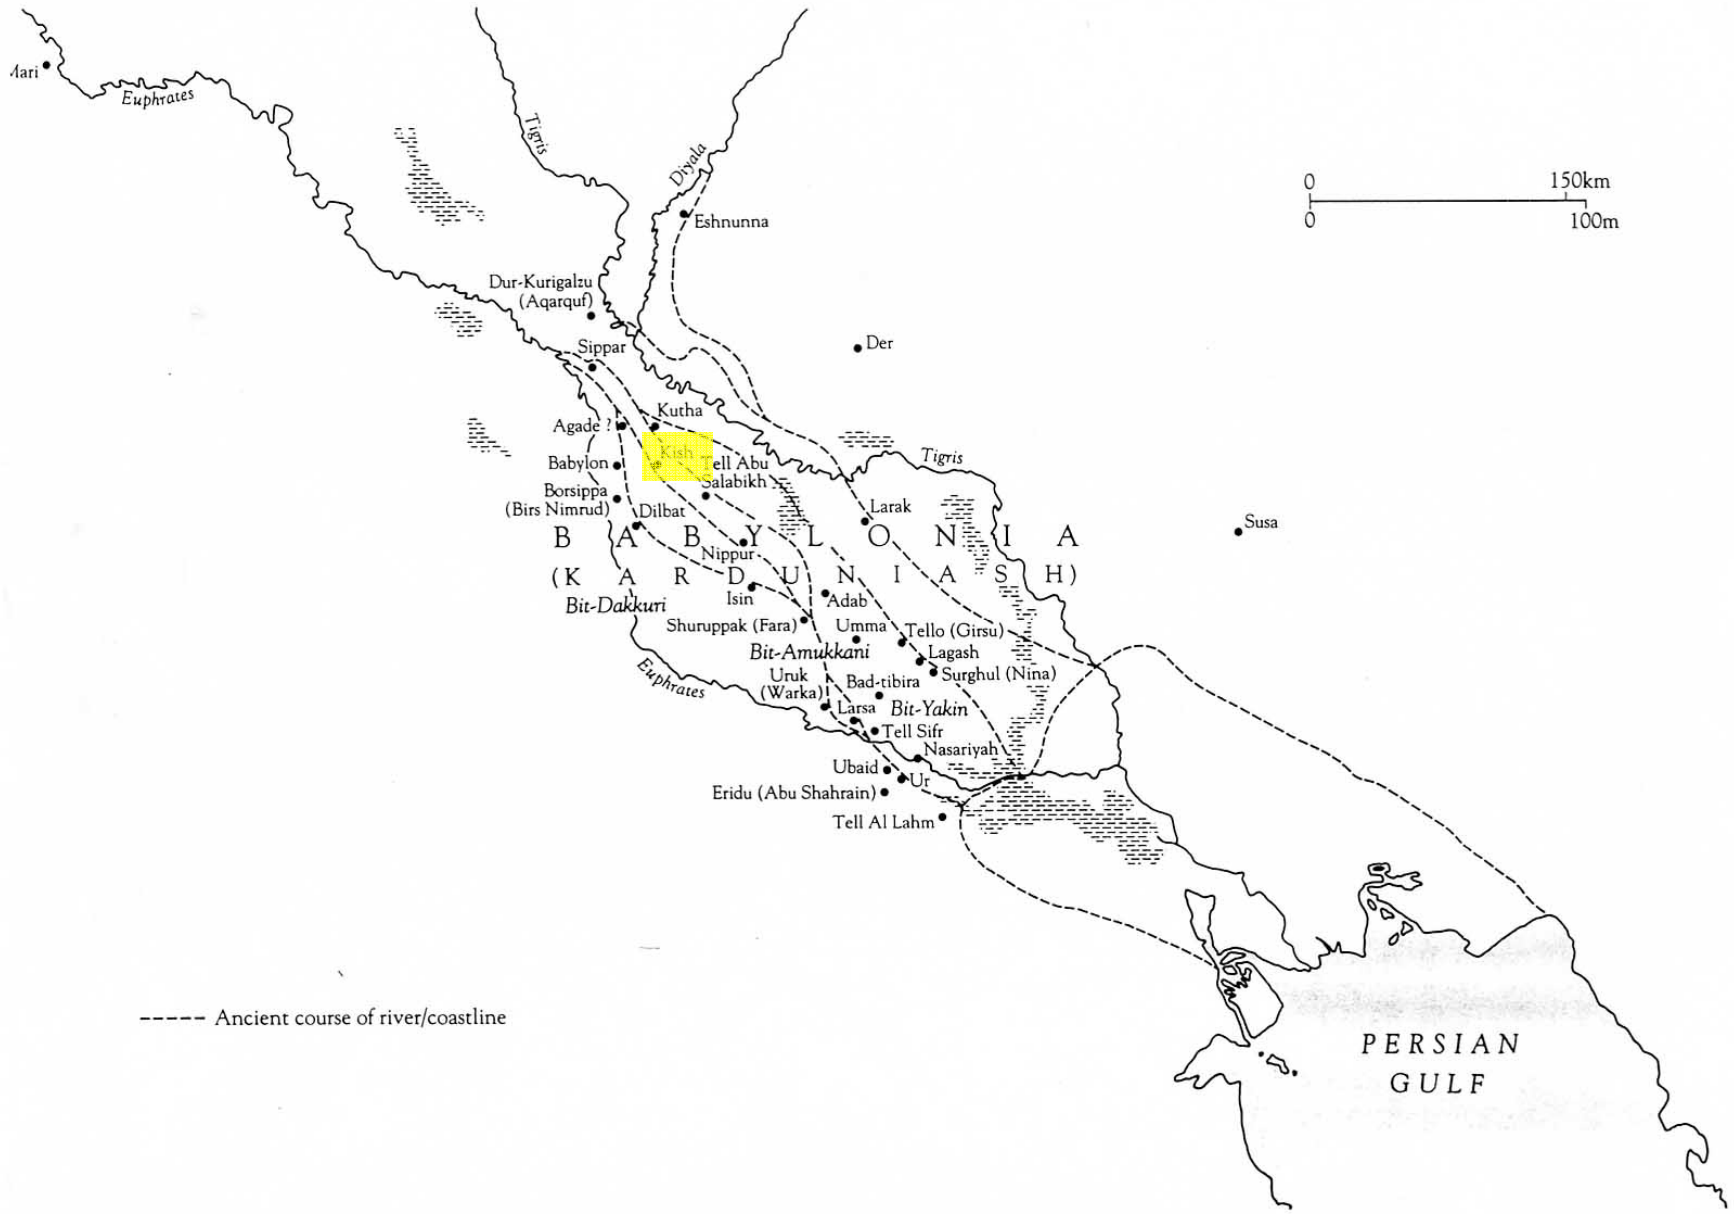 Mari
Euphrates
Tigris
Diyala
Eshnunna
0 150km
0 100m
Dur-Kurigalzu
(Aqarquf)
Sippar
Der
Kutha
Agade ?
Kish
Babylon
Tell Abu
Salabikh
Tigris
Borsippa
(Birs Nimrud)
Dilbat
Larak
Susa
BABYLONIA
Nippur
(KARDUNIASH)
Isin
Adab
Bit-Dakkuri
Shuruppak (Fara)
Umma
Tello (Girsu)
Bit-Amukkani
Lagash
Surghul (Nina)
Euphrates
Uruk
(Warka)
Bad-tibira
Larsa
Bit-Yakin
Tell Sifr
Nasariyah
Ubaid
Ur
Eridu (Abu Shahrain)
Tell Al Lahm
Ancient course of river/coastline
PERSIAN
GULF